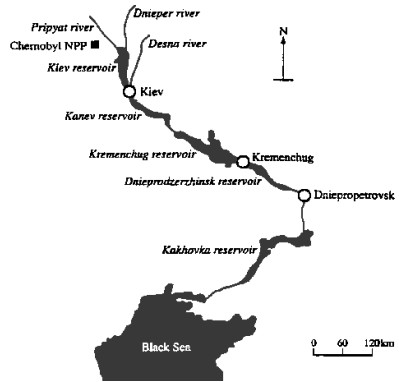 Dnieper river
Pripyat river
Desna river
Chernobyl NPP
N
Kiev reservoir
Kiev
Kanev reservoir
Kremenchug reservoir
Kremenchug
Dnieprodzerzhinsk reservoir
Dniepropetrovsk
Kakhovka reservoir
Black Sea
0 60 120km